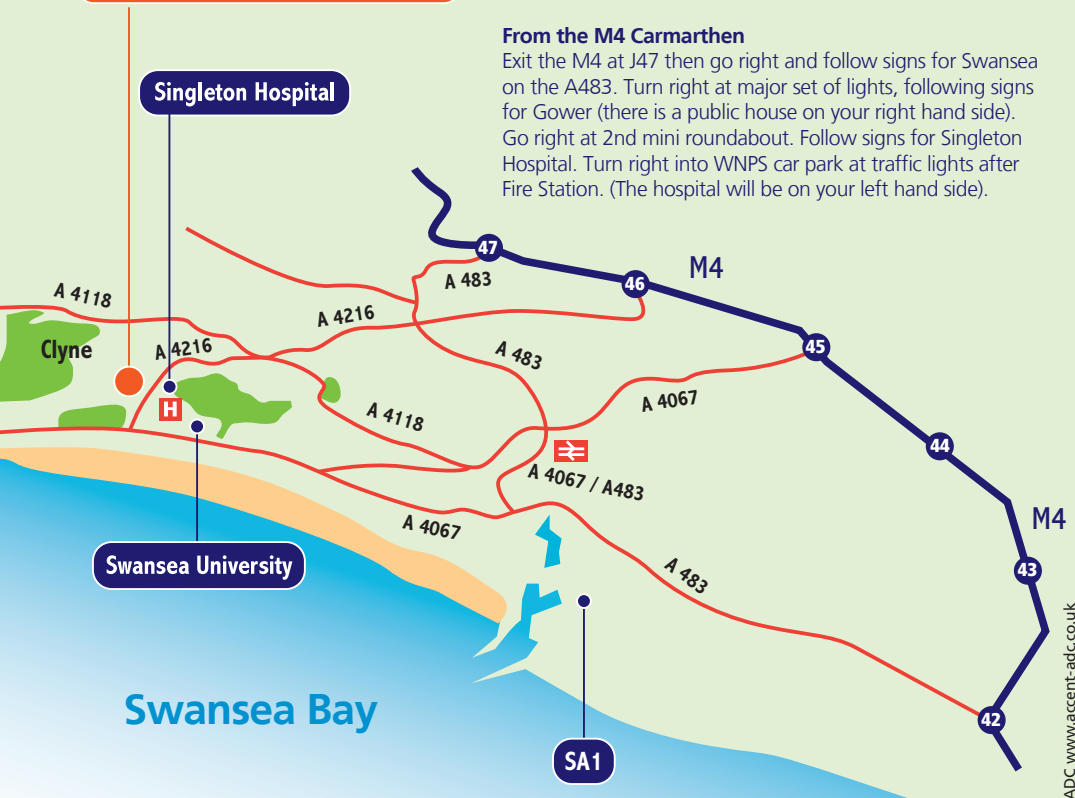 From the M4 Carmarthen
Exit the M4 at J47 then go right and follow signs for Swansea
on the A483. Turn right at major set of lights, following signs
for Gower (there is a public house on your right hand side).
Go right at 2nd mini roundabout. Follow signs for Singleton
Hospital. Turn right into WNPS car park at traffic lights after
Fire Station. (The hospital will be on your left hand side).
Singleton Hospital
47
M4
A 483
46
A 4118
A 4216
Clyne
A 4216
A 483
45
A 4067
H
A 4118
44
A 4067 / A483
M4
A 4067
Swansea University
A 483
43
Swansea Bay
42
SA1
ADC www.accent-adc.co.uk